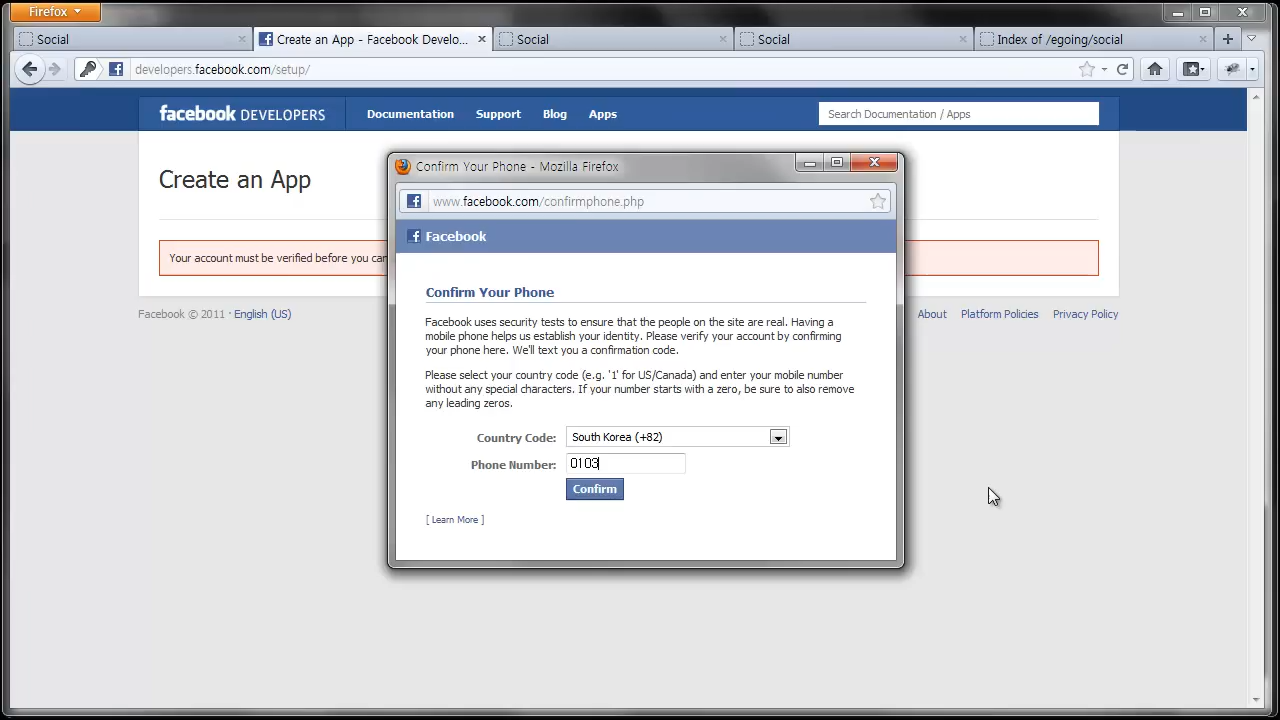 Firefox
Social
Create an App - Facebook Develo...
Social
Social
Index of /egoing/social
developers.facebook.com/setup/
facebook DEVELOPERS
Documentation
Support
Blog
Apps
Search Documentation / Apps
Create an App
Your account must be verified before you can
Facebook © 2011 · English (US)
About
Platform Policies
Privacy Policy
Confirm Your Phone - Mozilla Firefox
www.facebook.com/confirmphone.php
Facebook
Confirm Your Phone
Facebook uses security tests to ensure that the people on the site are real. Having a
mobile phone helps us establish your identity. Please verify your account by confirming
your phone here. We'll text you a confirmation code.
Please select your country code (e.g. '1' for US/Canada) and enter your mobile number
without any special characters. If your number starts with a zero, be sure to also remove
any leading zeros.
Country Code: South Korea (+82)
Phone Number: 0103
Confirm
[ Learn More ]